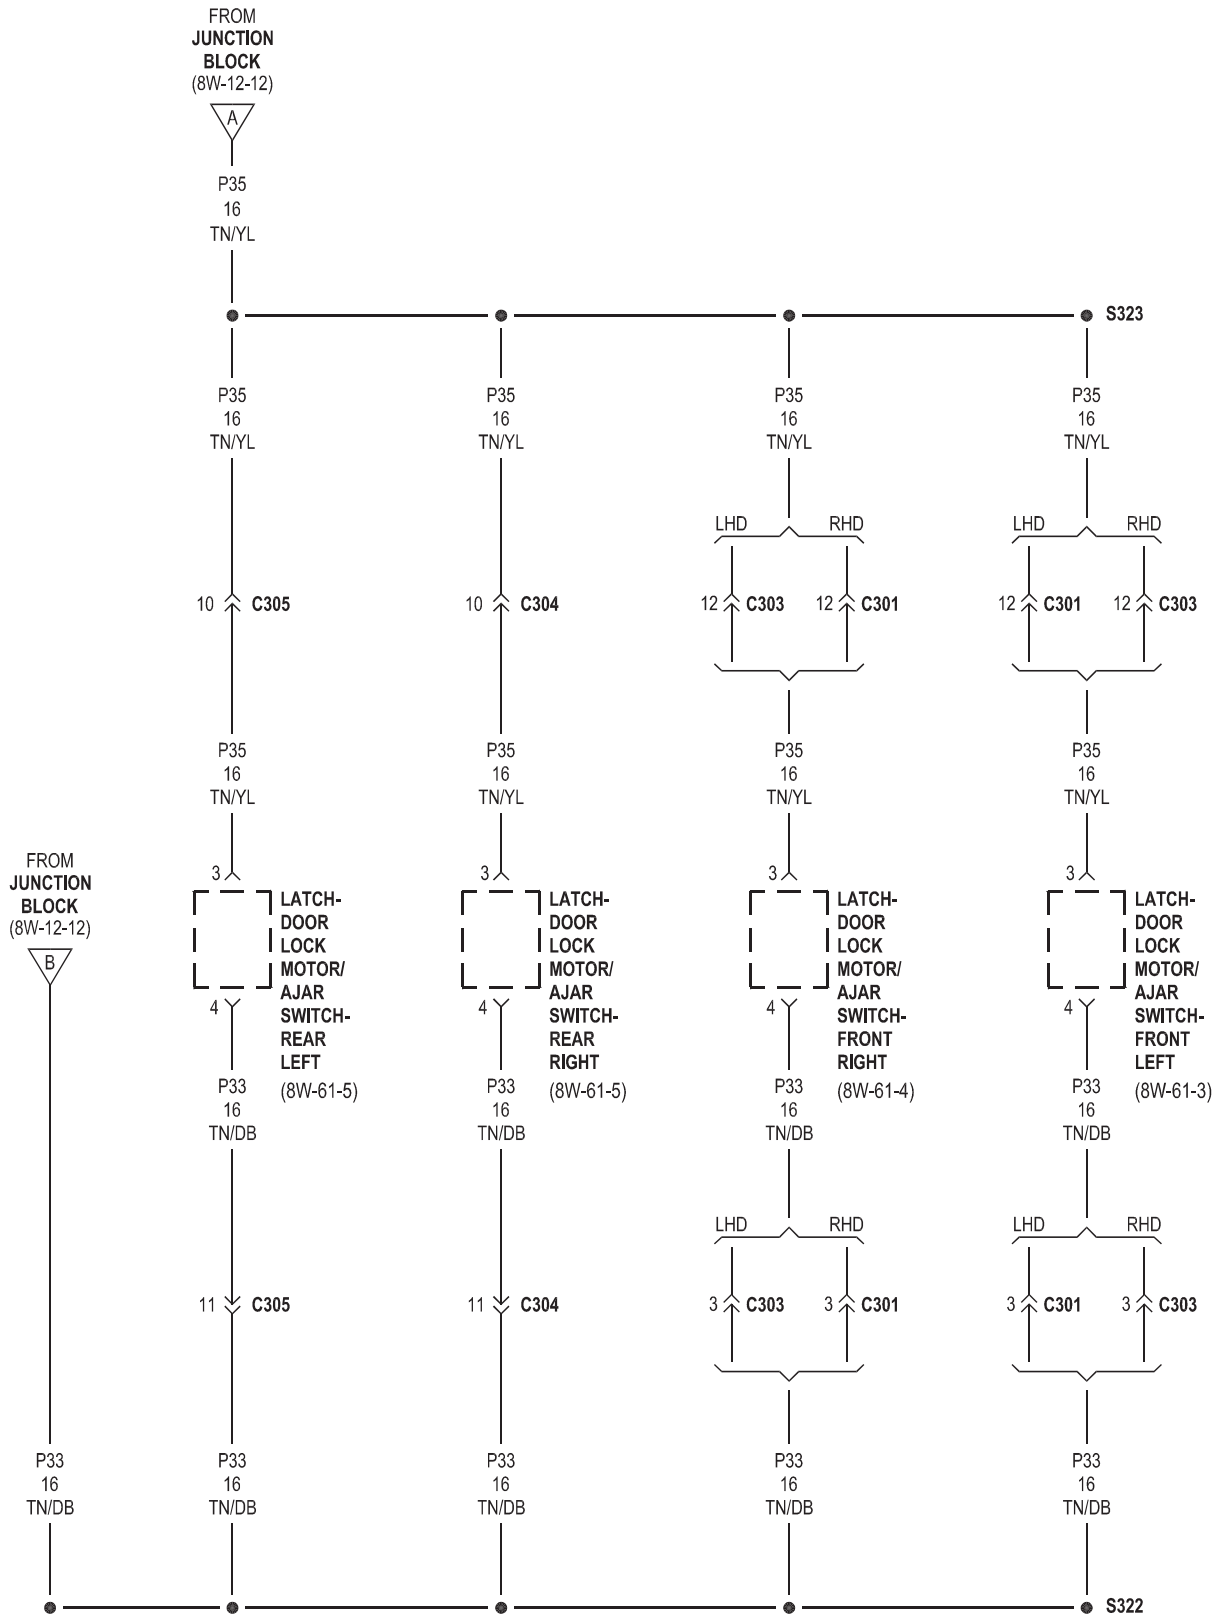 FROM
JUNCTION
BLOCK
(8W-12-12)
A
P35
16
TN/YL
S323
P35
16
TN/YL
P35
16
TN/YL
P35
16
TN/YL
P35
16
TN/YL
LHD
RHD
LHD
RHD
10
C305
10
C304
12
C303
12
C301
12
C301
12
C303
P35
16
TN/YL
P35
16
TN/YL
P35
16
TN/YL
P35
16
TN/YL
FROM
JUNCTION
BLOCK
(8W-12-12)
B
3
4
LATCH-
DOOR
LOCK
MOTOR/
AJAR
SWITCH-
REAR
LEFT
(8W-61-5)
3
4
LATCH-
DOOR
LOCK
MOTOR/
AJAR
SWITCH-
REAR
RIGHT
(8W-61-5)
3
4
LATCH-
DOOR
LOCK
MOTOR/
AJAR
SWITCH-
FRONT
RIGHT
(8W-61-4)
3
4
LATCH-
DOOR
LOCK
MOTOR/
AJAR
SWITCH-
FRONT
LEFT
(8W-61-3)
P33
16
TN/DB
P33
16
TN/DB
P33
16
TN/DB
P33
16
TN/DB
LHD
RHD
LHD
RHD
11
C305
11
C304
3
C303
3
C301
3
C301
3
C303
P33
16
TN/DB
P33
16
TN/DB
P33
16
TN/DB
P33
16
TN/DB
P33
16
TN/DB
S322